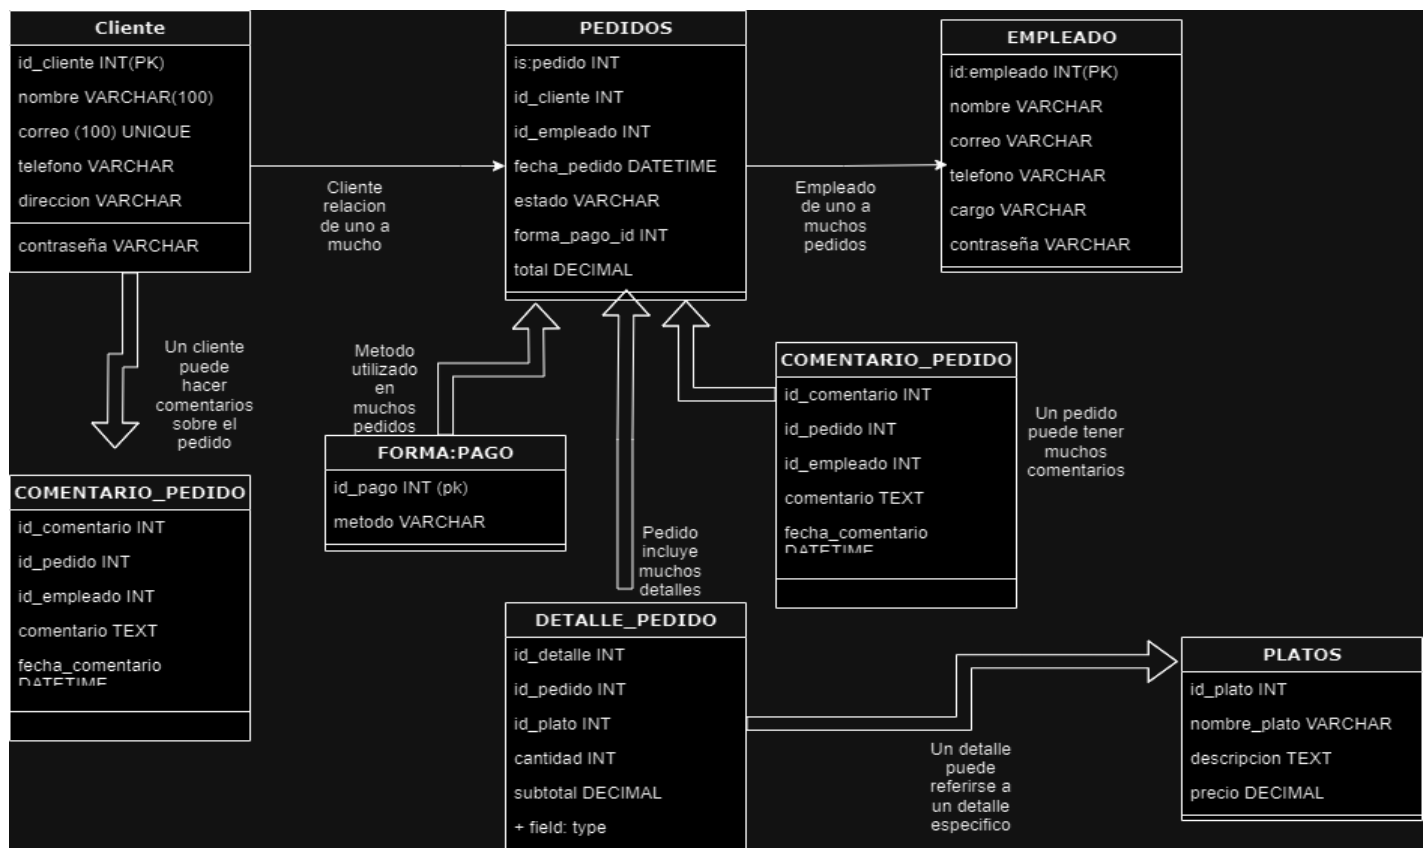 Cliente
id_cliente INT(PK)
nombre VARCHAR(100)
correo (100) UNIQUE
telefono VARCHAR
direccion VARCHAR
contraseña VARCHAR
Cliente
relacion
de uno a
mucho
PEDIDOS
is:pedido INT
id_cliente INT
id_empleado INT
fecha_pedido DATETIME
estado VARCHAR
forma_pago_id INT
total DECIMAL
Empleado
de uno a
muchos
pedidos
EMPLEADO
id:empleado INT(PK)
nombre VARCHAR
correo VARCHAR
telefono VARCHAR
cargo VARCHAR
contraseña VARCHAR
Un cliente
puede
hacer
comentarios
sobre el
pedido
Metodo
utilizado
en
muchos
pedidos
COMENTARIO_PEDIDO
id_comentario INT
id_pedido INT
id_empleado INT
comentario TEXT
fecha_comentario
DATETIME
Un pedido
puede tener
muchos
comentarios
FORMA:PAGO
id_pago INT (pk)
metodo VARCHAR
COMENTARIO_PEDIDO
id_comentario INT
id_pedido INT
id_empleado INT
comentario TEXT
fecha_comentario
DATETIME
Pedido
incluye
muchos
detalles
DETALLE_PEDIDO
id_detalle INT
id_pedido INT
id_plato INT
cantidad INT
subtotal DECIMAL
+ field: type
Un detalle
puede
referirse a
un detalle
especifico
PLATOS
id_plato INT
nombre_plato VARCHAR
descripcion TEXT
precio DECIMAL